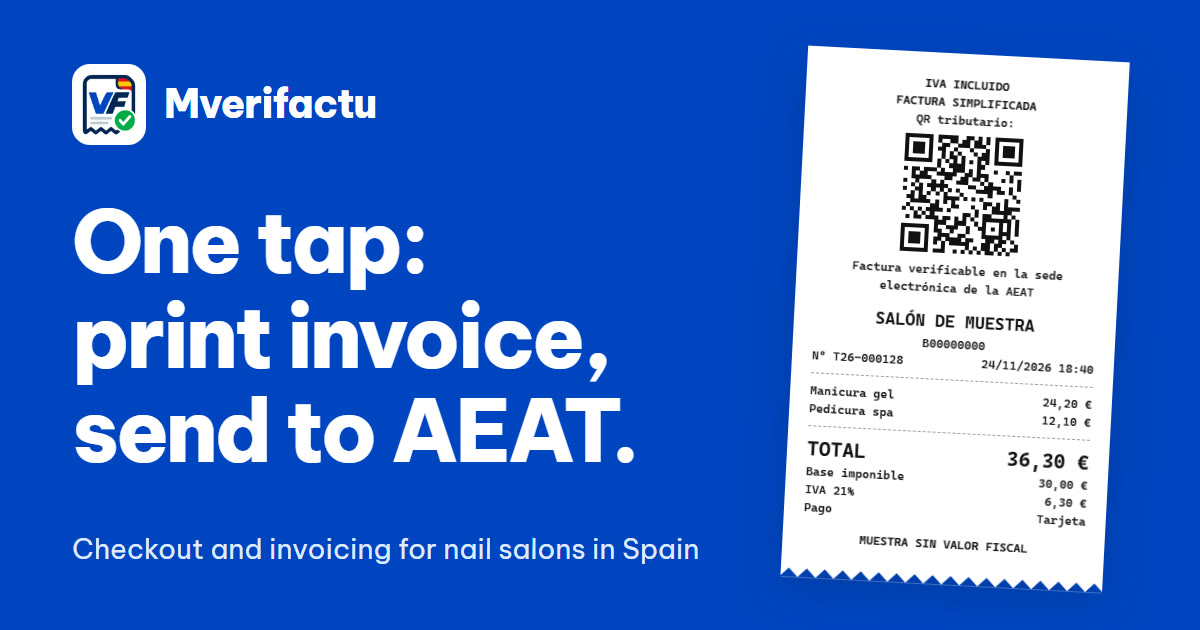 VF
Mverifactu
One tap:
print invoice,
send to AEAT.
Checkout and invoicing for nail salons in Spain
IVA INCLUIDO
FACTURA SIMPLIFICADA
QR tributario:
Factura verificable en la sede
electrónica de la AEAT
SALÓN DE MUESTRA
B00000000
N° T26-000128 24/11/2026 18:40
Manicura gel 24,20 €
Pedicura spa 12,10 €
TOTAL 36,30 €
Base imponible 30,00 €
IVA 21% 6,30 €
Pago Tarjeta
MUESTRA SIN VALOR FISCAL